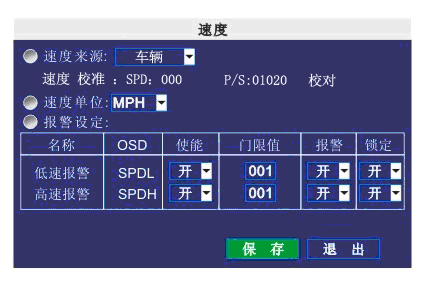 速度
速度来源: 车辆
速度 校准 : SPD: 000 P/S:01020 校对
速度单位: MPH
报警设定:
名称 OSD 使能 门限值 报警 锁定
低速报警 SPDL 开 001 开 开
高速报警 SPDH 开 001 开 开
保存 退出